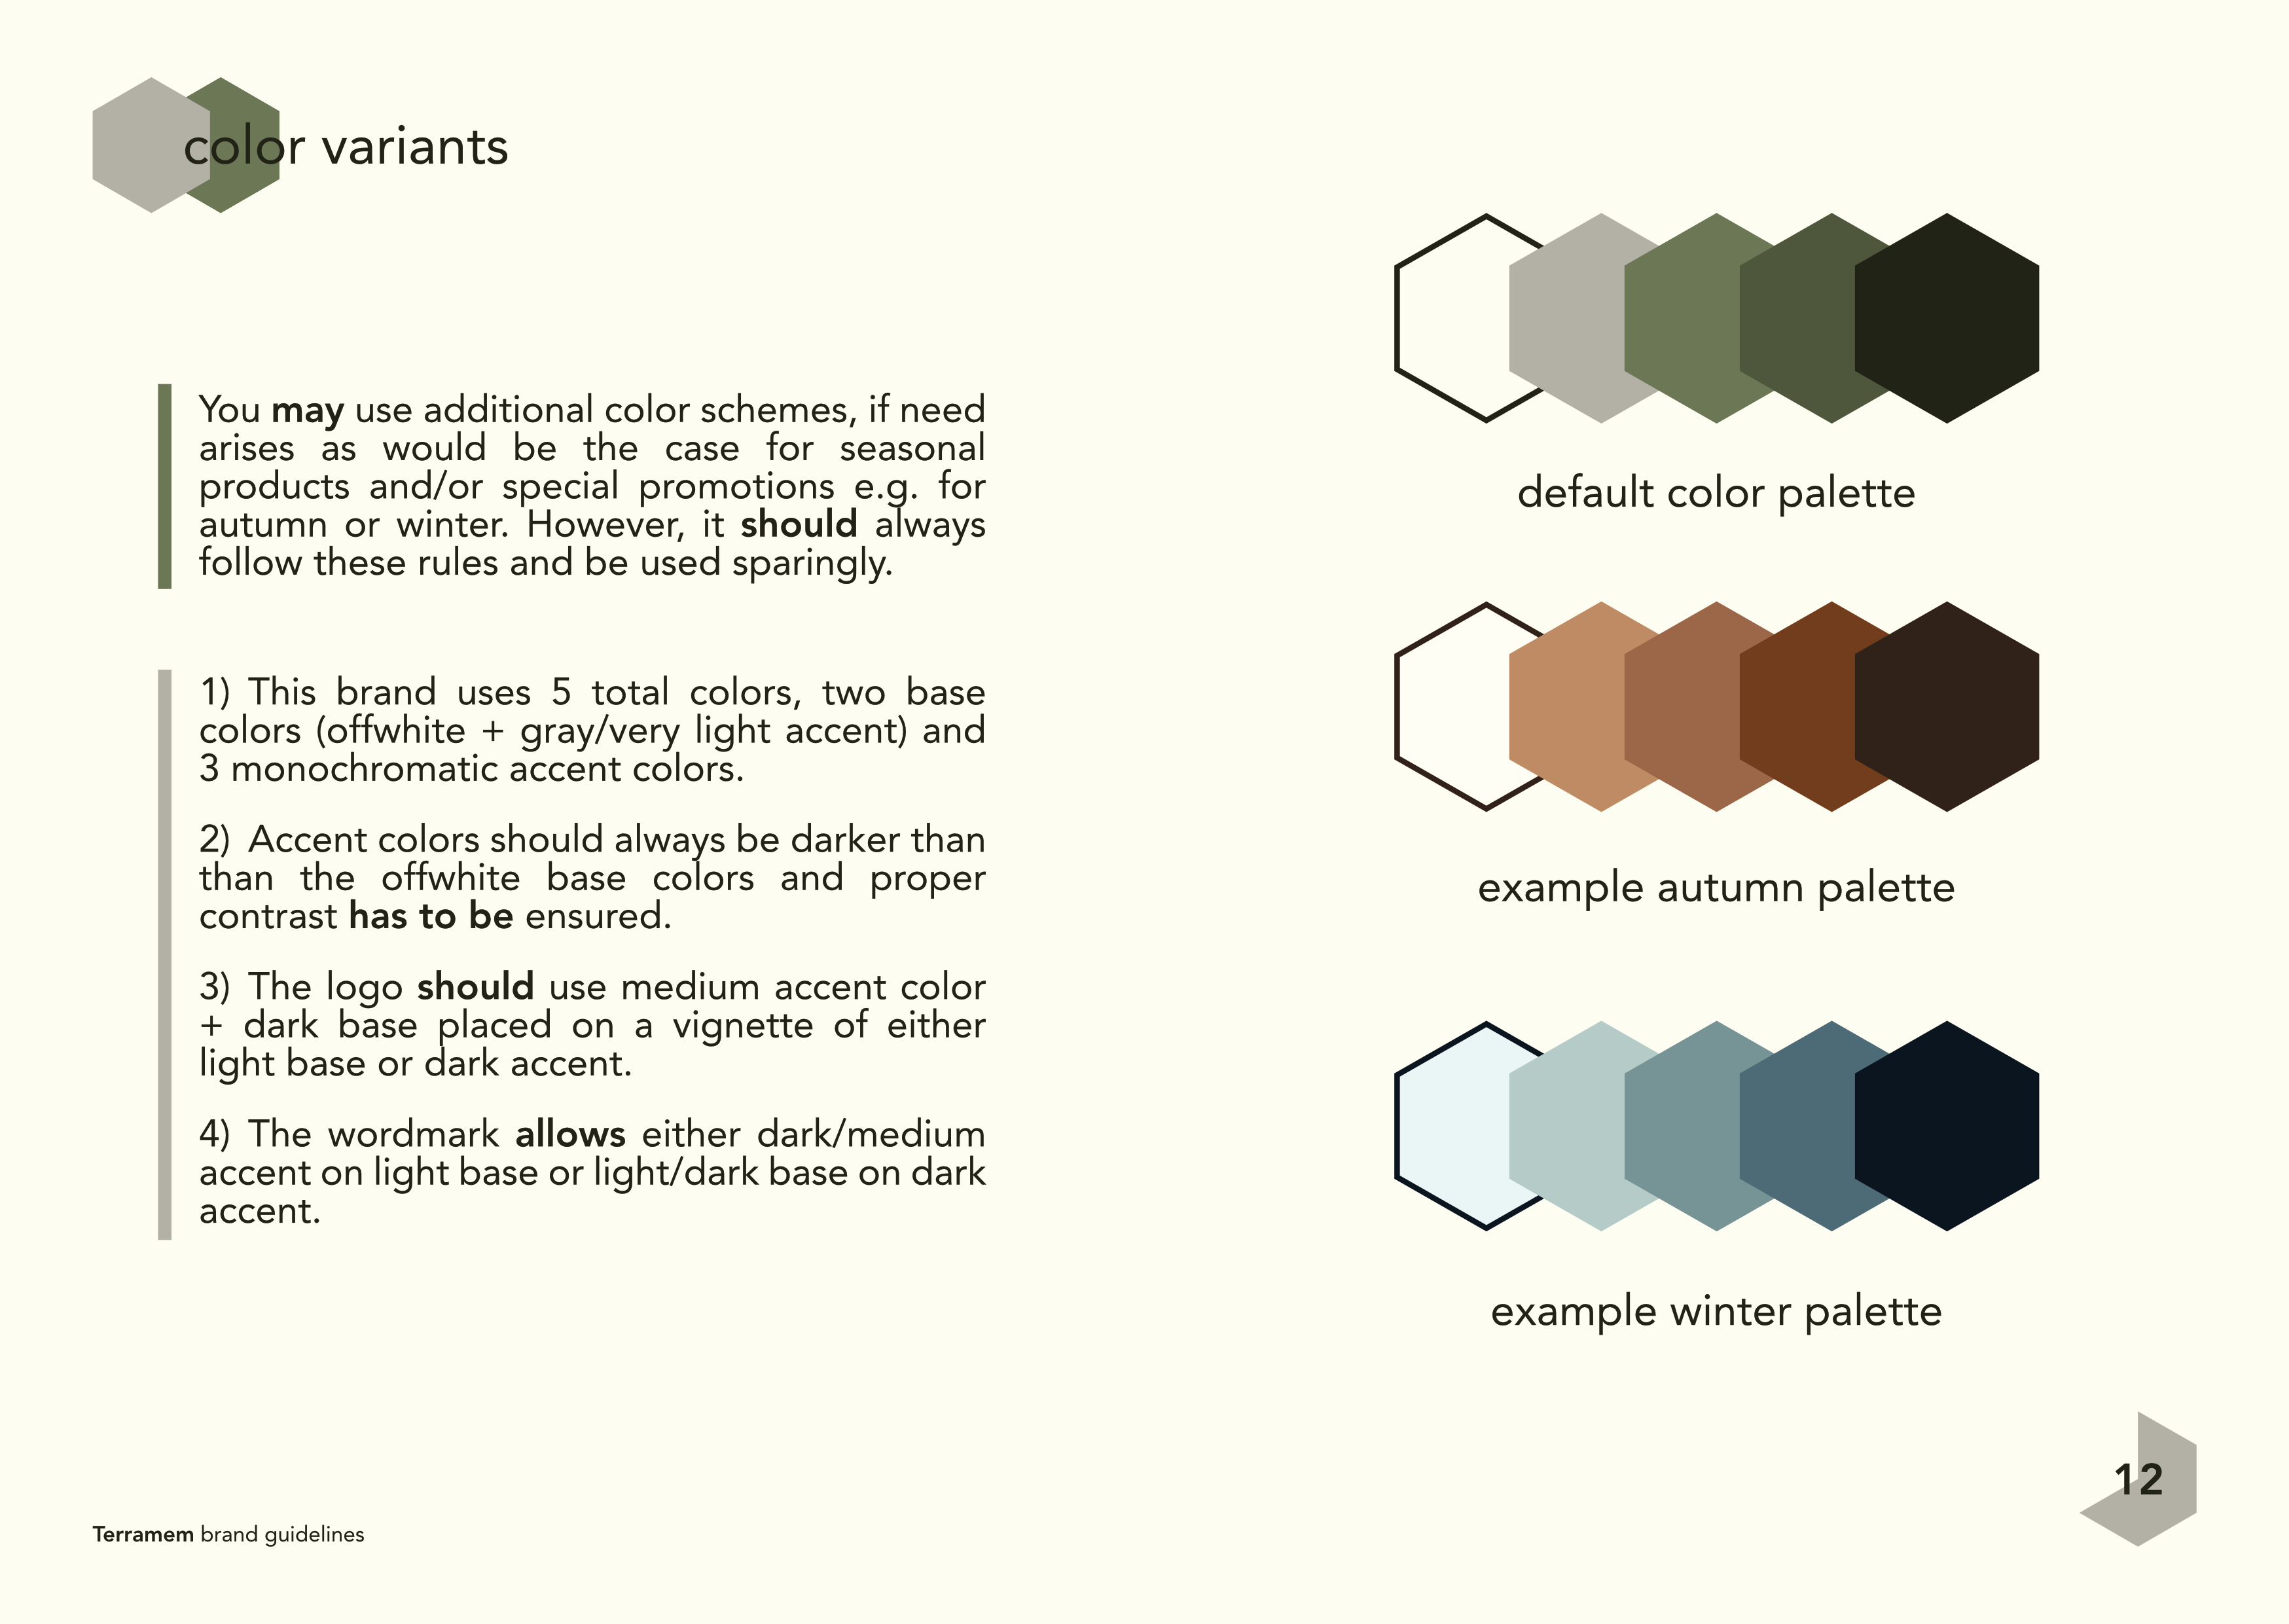 color variants
You may use additional color schemes, if need
arises as would be the case for seasonal
products and/or special promotions e.g. for
autumn or winter. However, it should always
follow these rules and be used sparingly.
1) This brand uses 5 total colors, two base
colors (offwhite + gray/very light accent) and
3 monochromatic accent colors.
2) Accent colors should always be darker than
than the offwhite base colors and proper
contrast has to be ensured.
3) The logo should use medium accent color
+ dark base placed on a vignette of either
light base or dark accent.
4) The wordmark allows either dark/medium
accent on light base or light/dark base on dark
accent.
default color palette
example autumn palette
example winter palette
12
Terramem brand guidelines